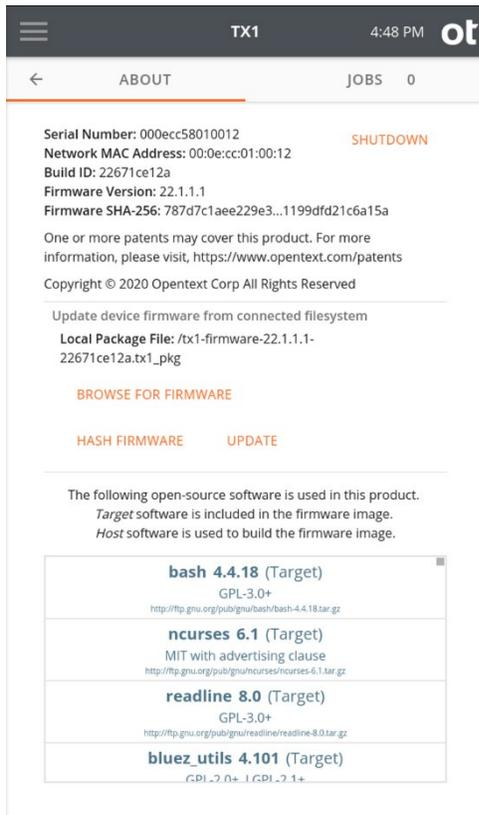 TX1
4:48 PM
ot
ABOUT
JOBS 0
Serial Number: 000ecc58010012
SHUTDOWN
Network MAC Address: 00:0e:cc:01:00:12
Build ID: 22671ce12a
Firmware Version: 22.1.1.1
Firmware SHA-256: 787d7c1aee229e3...1199dfd21c6a15a
One or more patents may cover this product. For more
information, please visit, https://www.opentext.com/patents
Copyright © 2020 Opentext Corp All Rights Reserved
Update device firmware from connected filesystem
Local Package File: /tx1-firmware-22.1.1.1-
22671ce12a.tx1_pkg
BROWSE FOR FIRMWARE
HASH FIRMWARE UPDATE
The following open-source software is used in this product.
Target software is included in the firmware image.
Host software is used to build the firmware image.
bash 4.4.18 (Target)
GPL-3.0+
http://ftp.gnu.org/pub/gnu/bash/bash-4.4.18.tar.gz
ncurses 6.1 (Target)
MIT with advertising clause
http://ftp.gnu.org/pub/gnu/ncurses/ncurses-6.1.tar.gz
readline 8.0 (Target)
GPL-3.0+
http://ftp.gnu.org/pub/gnu/readline/readline-8.0.tar.gz
bluez_utils 4.101 (Target)
GPL-2.0+, LGPL-2.1+